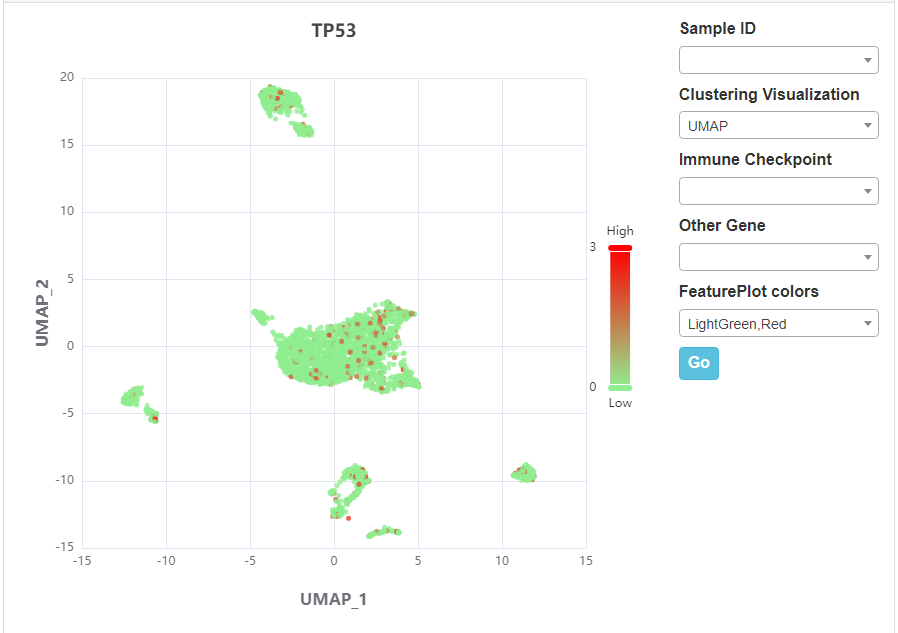 TP53
20
15
10
5
0
-5
-10
-15
-15
-10
-5
0
5
10
15
UMAP_2
UMAP_1
High
3
0
Low
Sample ID
Clustering Visualization
UMAP
Immune Checkpoint
Other Gene
FeaturePlot colors
LightGreen,Red
Go